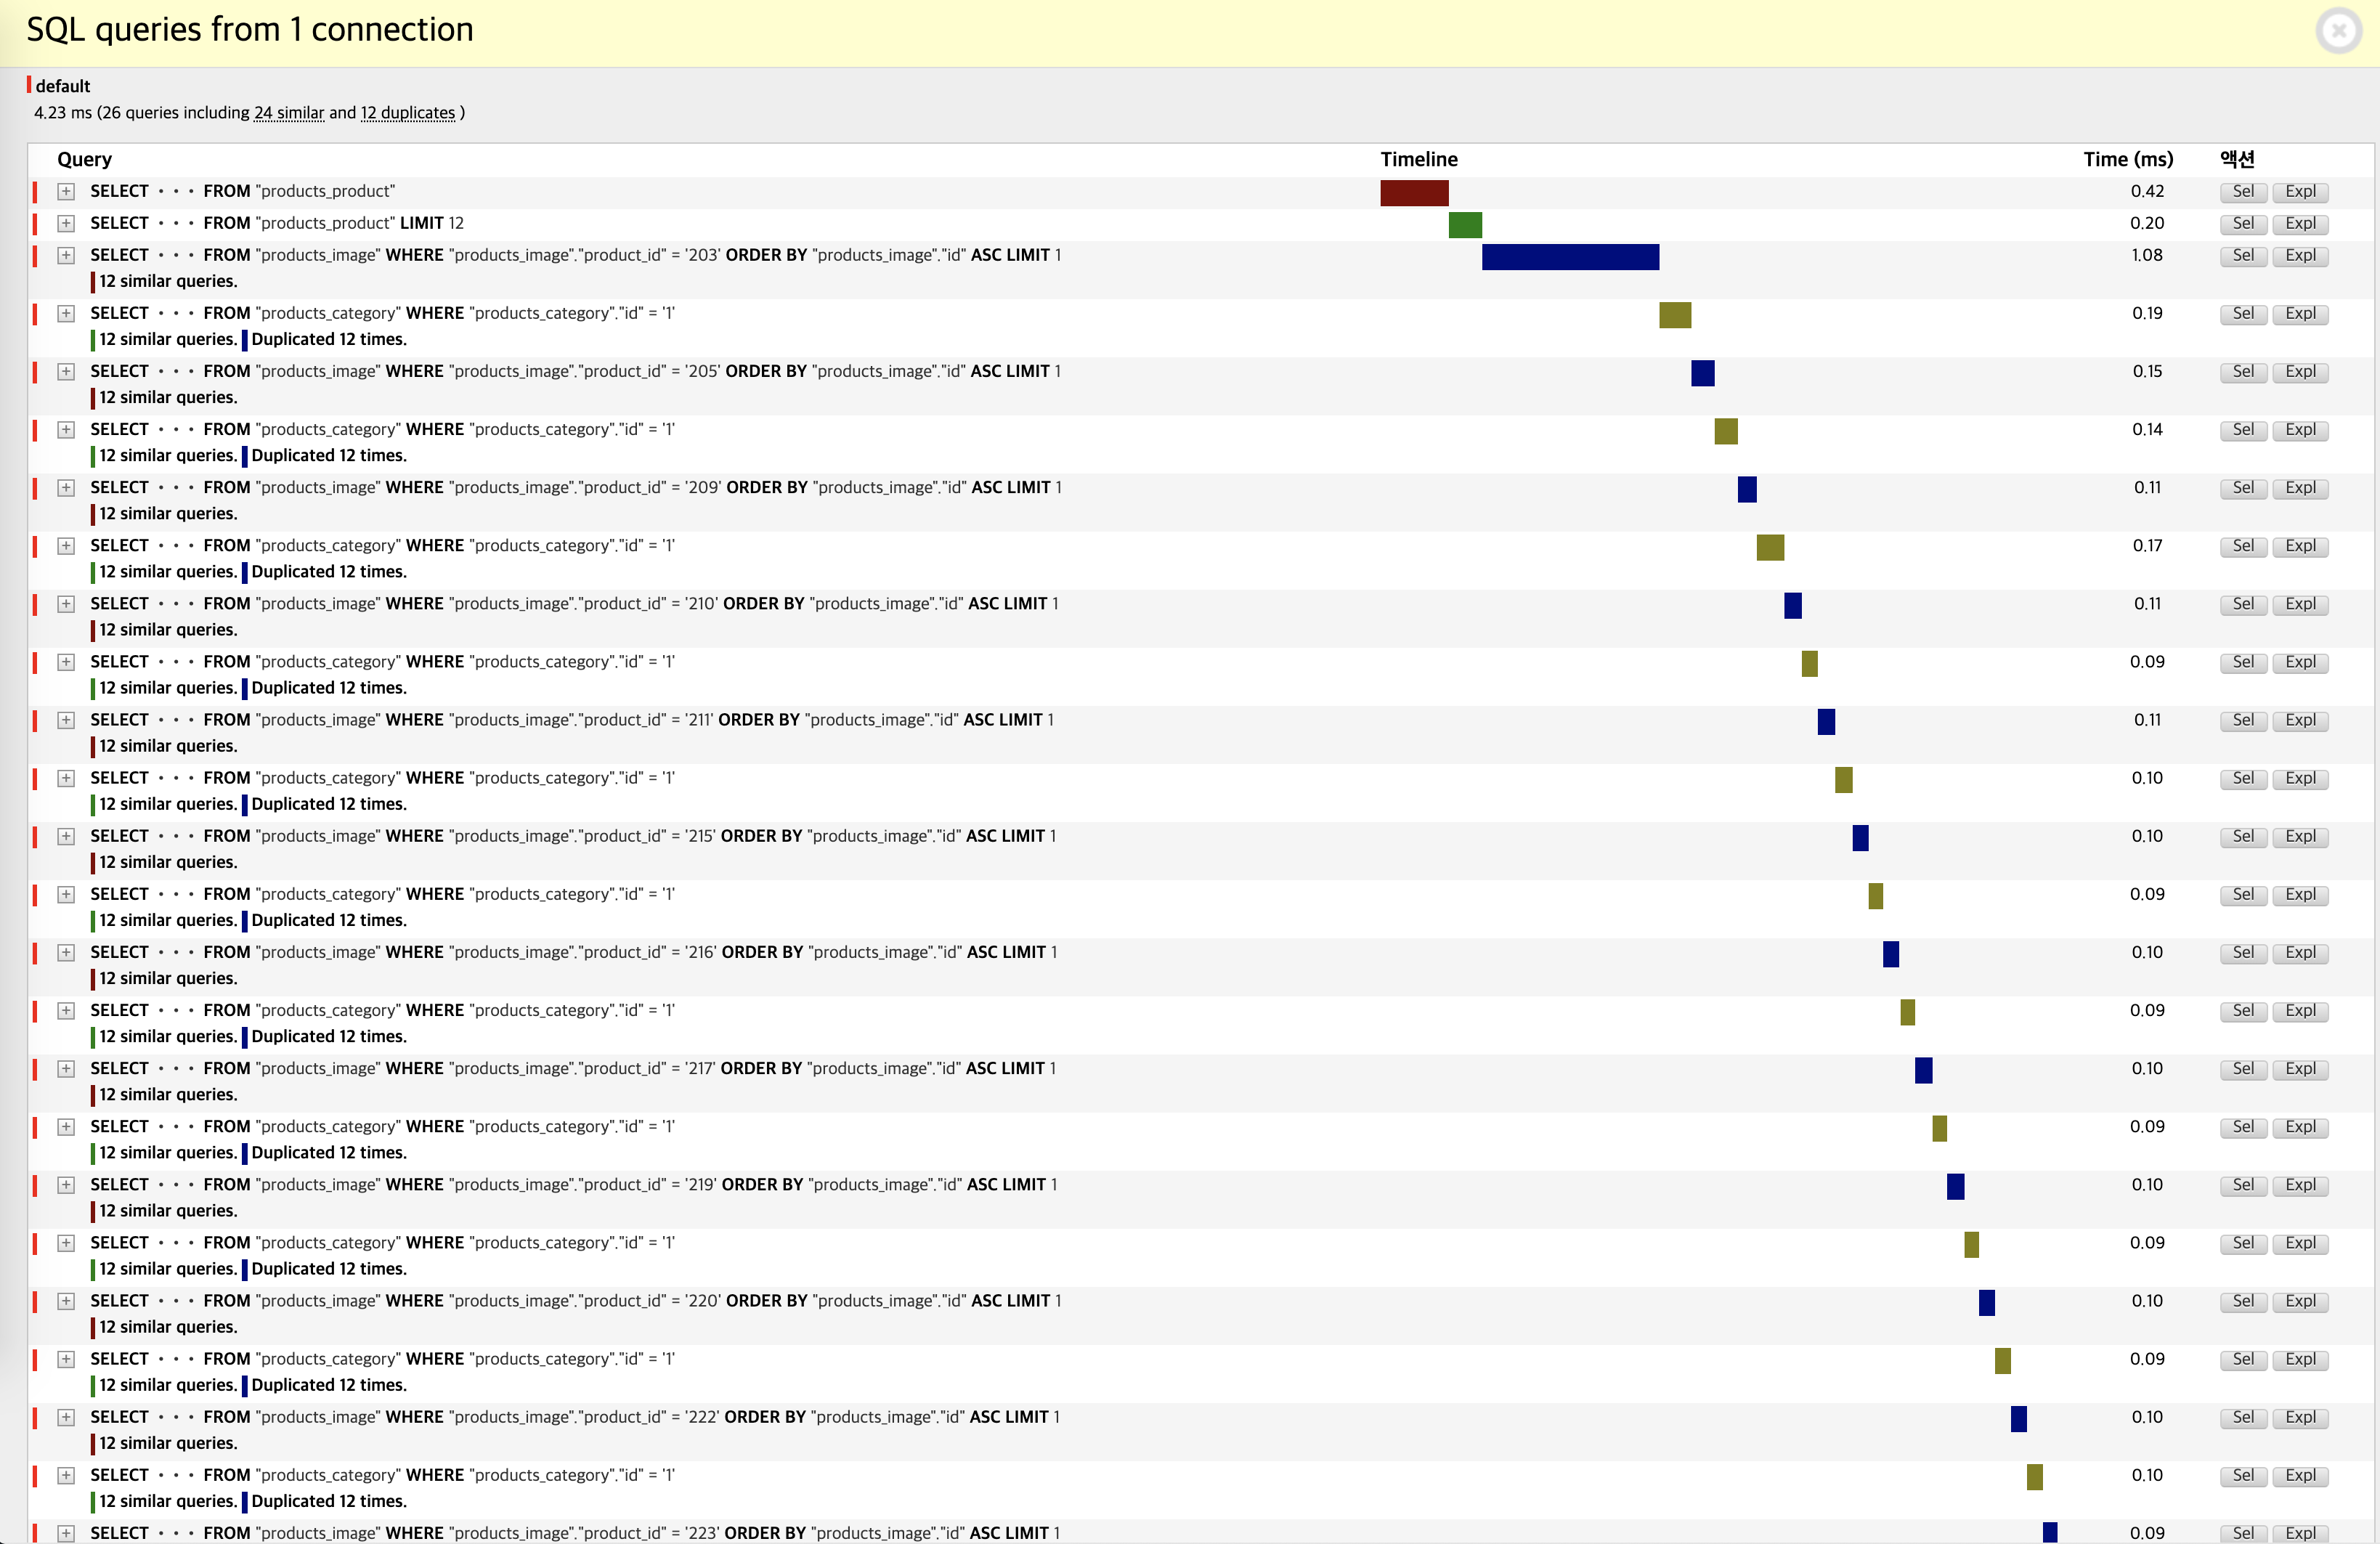 SQL queries from 1 connection
default
4.23 ms (26 queries including 24 similar and 12 duplicates )
Query Timeline Time (ms) 액션
+ SELECT ••• FROM "products_product" 0.42 Sel Expl
+ SELECT ••• FROM "products_product" LIMIT 12 0.20 Sel Expl
+ SELECT ••• FROM "products_image" WHERE "products_image"."product_id" = '203' ORDER BY "products_image"."id" ASC LIMIT 1 1.08 Sel Expl
12 similar queries.
+ SELECT ••• FROM "products_category" WHERE "products_category"."id" = '1' 0.19 Sel Expl
12 similar queries. Duplicated 12 times.
+ SELECT ••• FROM "products_image" WHERE "products_image"."product_id" = '205' ORDER BY "products_image"."id" ASC LIMIT 1 0.15 Sel Expl
12 similar queries.
+ SELECT ••• FROM "products_category" WHERE "products_category"."id" = '1' 0.14 Sel Expl
12 similar queries. Duplicated 12 times.
+ SELECT ••• FROM "products_image" WHERE "products_image"."product_id" = '209' ORDER BY "products_image"."id" ASC LIMIT 1 0.11 Sel Expl
12 similar queries.
+ SELECT ••• FROM "products_category" WHERE "products_category"."id" = '1' 0.17 Sel Expl
12 similar queries. Duplicated 12 times.
+ SELECT ••• FROM "products_image" WHERE "products_image"."product_id" = '210' ORDER BY "products_image"."id" ASC LIMIT 1 0.11 Sel Expl
12 similar queries.
+ SELECT ••• FROM "products_category" WHERE "products_category"."id" = '1' 0.09 Sel Expl
12 similar queries. Duplicated 12 times.
+ SELECT ••• FROM "products_image" WHERE "products_image"."product_id" = '211' ORDER BY "products_image"."id" ASC LIMIT 1 0.11 Sel Expl
12 similar queries.
+ SELECT ••• FROM "products_category" WHERE "products_category"."id" = '1' 0.10 Sel Expl
12 similar queries. Duplicated 12 times.
+ SELECT ••• FROM "products_image" WHERE "products_image"."product_id" = '215' ORDER BY "products_image"."id" ASC LIMIT 1 0.10 Sel Expl
12 similar queries.
+ SELECT ••• FROM "products_category" WHERE "products_category"."id" = '1' 0.09 Sel Expl
12 similar queries. Duplicated 12 times.
+ SELECT ••• FROM "products_image" WHERE "products_image"."product_id" = '216' ORDER BY "products_image"."id" ASC LIMIT 1 0.10 Sel Expl
12 similar queries.
+ SELECT ••• FROM "products_category" WHERE "products_category"."id" = '1' 0.09 Sel Expl
12 similar queries. Duplicated 12 times.
+ SELECT ••• FROM "products_image" WHERE "products_image"."product_id" = '217' ORDER BY "products_image"."id" ASC LIMIT 1 0.10 Sel Expl
12 similar queries.
+ SELECT ••• FROM "products_category" WHERE "products_category"."id" = '1' 0.09 Sel Expl
12 similar queries. Duplicated 12 times.
+ SELECT ••• FROM "products_image" WHERE "products_image"."product_id" = '219' ORDER BY "products_image"."id" ASC LIMIT 1 0.10 Sel Expl
12 similar queries.
+ SELECT ••• FROM "products_category" WHERE "products_category"."id" = '1' 0.09 Sel Expl
12 similar queries. Duplicated 12 times.
+ SELECT ••• FROM "products_image" WHERE "products_image"."product_id" = '220' ORDER BY "products_image"."id" ASC LIMIT 1 0.10 Sel Expl
12 similar queries.
+ SELECT ••• FROM "products_category" WHERE "products_category"."id" = '1' 0.09 Sel Expl
12 similar queries. Duplicated 12 times.
+ SELECT ••• FROM "products_image" WHERE "products_image"."product_id" = '222' ORDER BY "products_image"."id" ASC LIMIT 1 0.10 Sel Expl
12 similar queries.
+ SELECT ••• FROM "products_category" WHERE "products_category"."id" = '1' 0.10 Sel Expl
12 similar queries. Duplicated 12 times.
+ SELECT ••• FROM "products_image" WHERE "products_image"."product_id" = '223' ORDER BY "products_image"."id" ASC LIMIT 1 0.09 Sel Expl